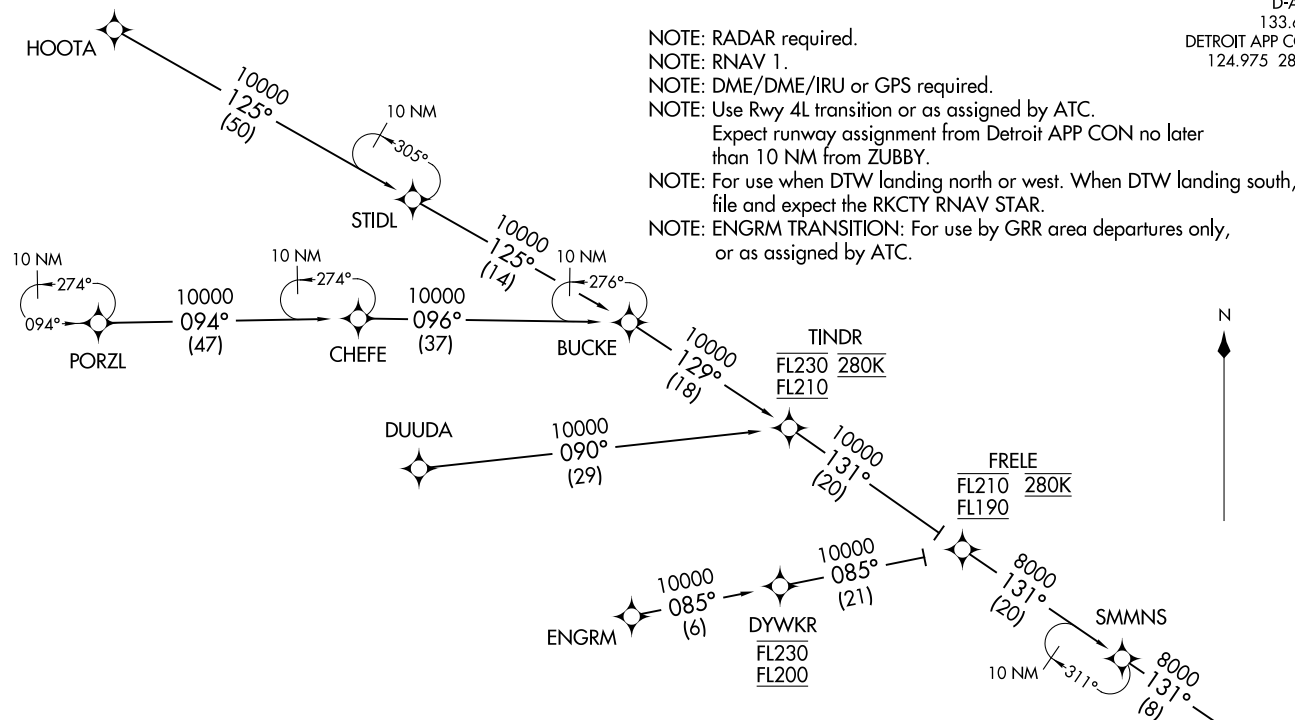 D-A
133.6
DETROIT APP CO
124.975 28
NOTE: RADAR required.
NOTE: RNAV 1.
NOTE: DME/DME/IRU or GPS required.
NOTE: Use Rwy 4L transition or as assigned by ATC.
Expect runway assignment from Detroit APP CON no later
than 10 NM from ZUBBY.
NOTE: For use when DTW landing north or west. When DTW landing south,
file and expect the RKCTY RNAV STAR.
NOTE: ENGRM TRANSITION: For use by GRR area departures only,
or as assigned by ATC.
HOOTA
10000
125°
(50)
10 NM
305°
STIDL
10000
125°
(14)
10 NM
274°
094°
PORZL
10000
094°
(47)
10 NM
274°
CHEFE
10000
096°
(37)
10 NM
276°
BUCKE
10000
129°
(18)
TINDR
FL230 280K
FL210
DUUDA
10000
090°
(29)
10000
131°
(20)
FRELE
FL210 280K
FL190
N
ENGRM
10000
085°
(6)
DYWKR
FL230
FL200
10000
085°
(21)
8000
131°
(20)
SMMNS
10 NM
311°
8000
131°
(8)